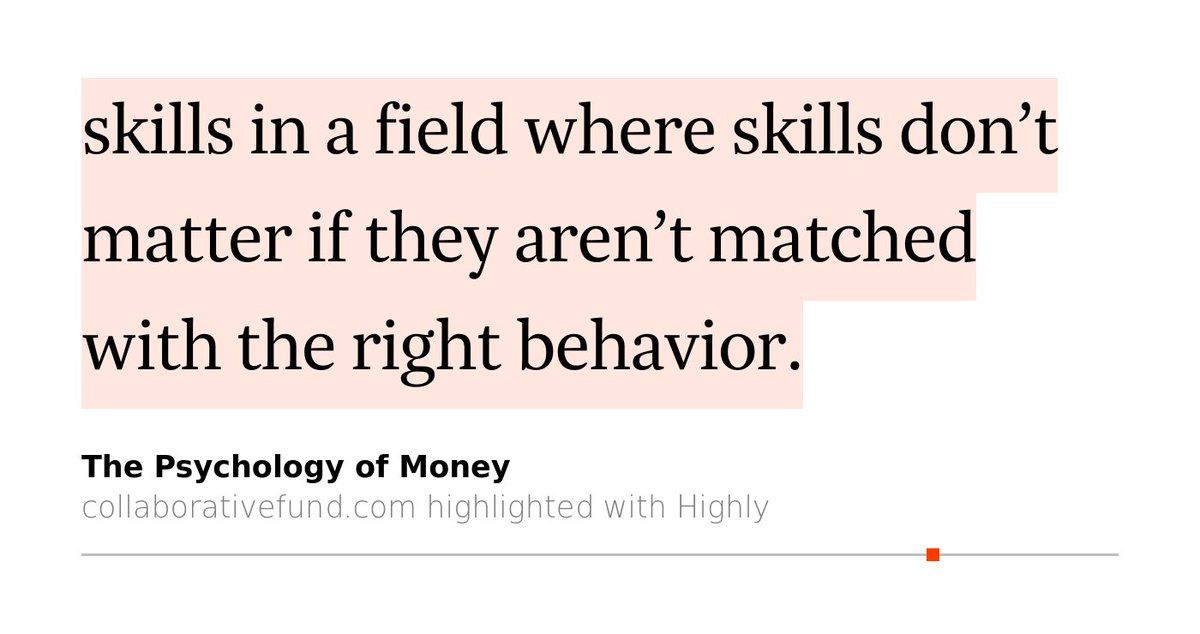 skills in a field where skills don’t
matter if they aren’t matched
with the right behavior.
The Psychology of Money
collaborativefund.com highlighted with Highly